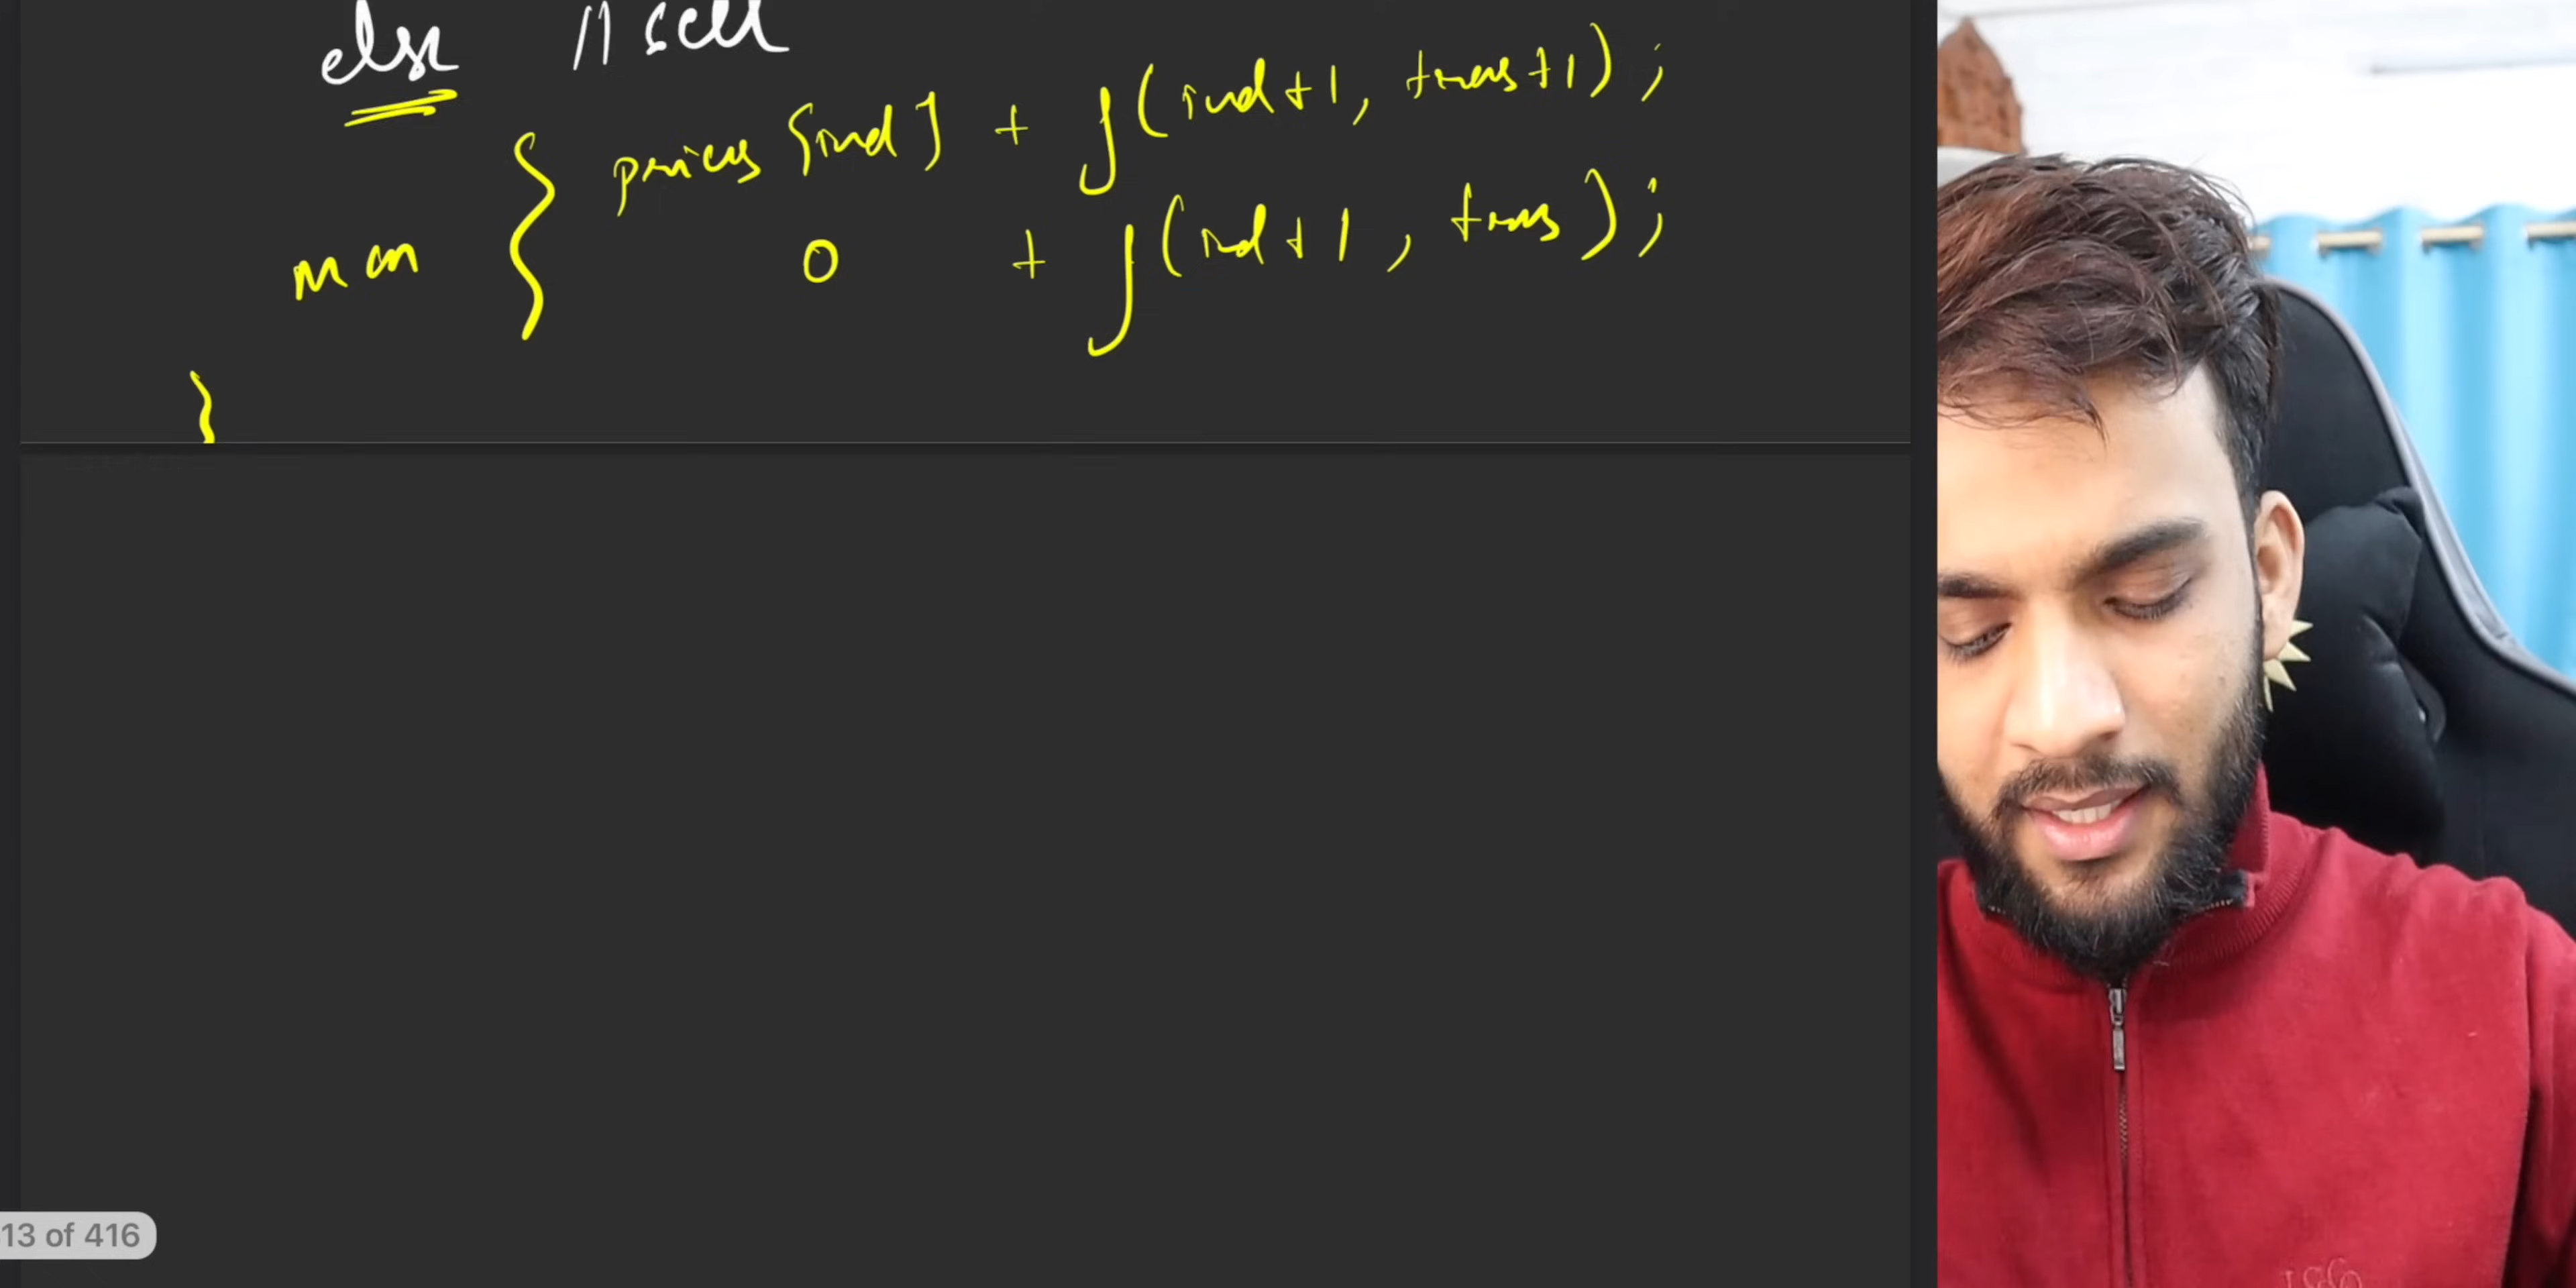 else // sell
prices [ind] + f(ind+1, trans+1);
max {
0 + f(ind+1, trans);
}
13 of 416